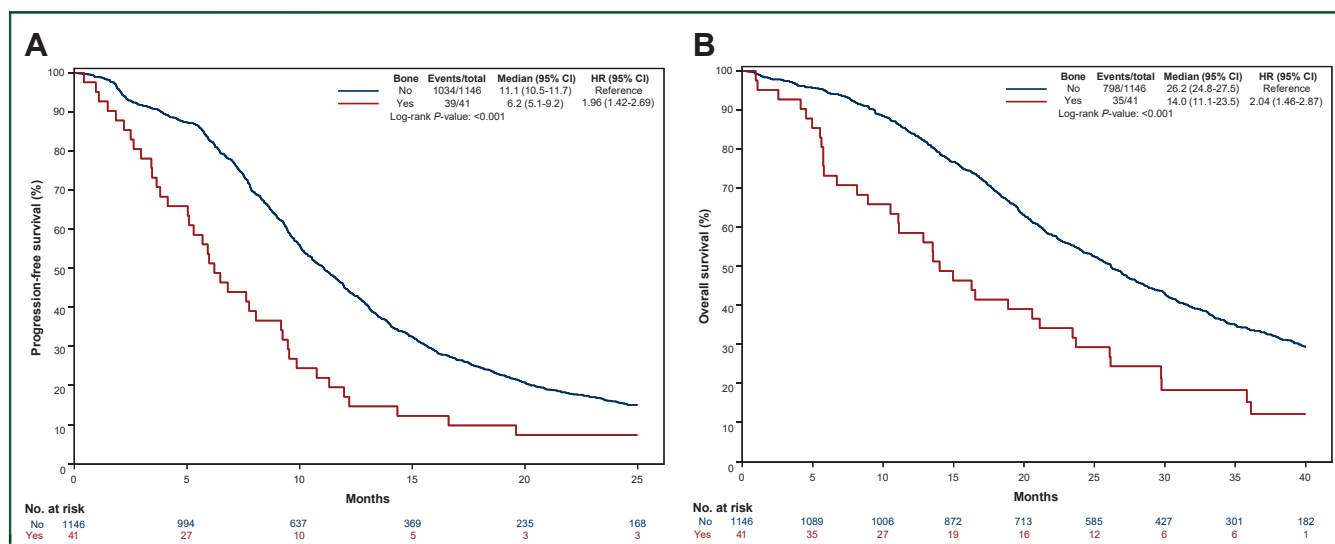 A
Bone Events/total Median (95% CI) HR (95% CI)
No 1034/1146 11.1 (10.5-11.7) Reference
Yes 39/41 6.2 (5.1-9.2) 1.96 (1.42-2.69)
Log-rank P-value: <0.001
100
90
80
70
60
50
40
30
20
10
0
Progression-free survival (%)
0 5 10 15 20 25
Months
No. at risk
No 1146 994 637 369 235 168
Yes 41 27 10 5 3 3
B
Bone Events/total Median (95% CI) HR (95% CI)
No 798/1146 26.2 (24.8-27.5) Reference
Yes 35/41 14.0 (11.1-23.5) 2.04 (1.46-2.87)
Log-rank P-value: <0.001
100
90
80
70
60
50
40
30
20
10
0
Overall survival (%)
0 5 10 15 20 25 30 35 40
Months
No. at risk
No 1146 1089 1006 872 713 585 427 301 182
Yes 41 35 27 19 16 12 6 6 1